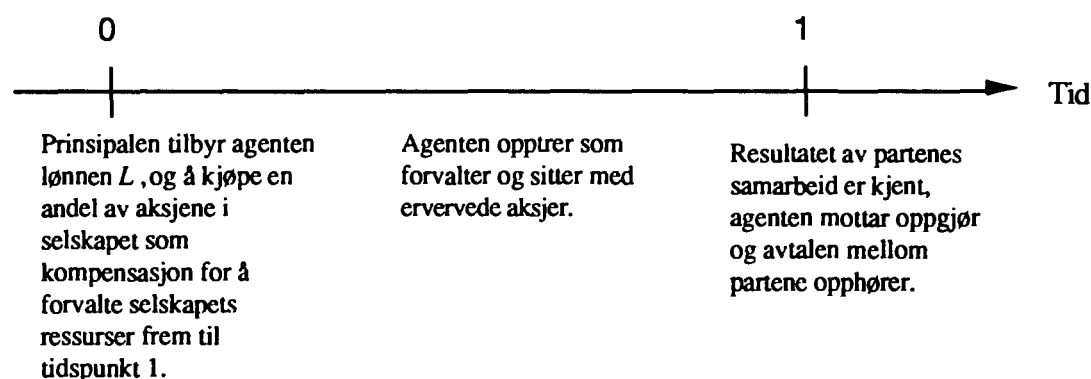 0
1
Tid
Prinsipalen tilbyr agenten
lønnen L ,og å kjøpe en
andel av aksjene i
selskapet som
kompensasjon for å
forvalte selskapets
ressurser frem til
tidspunkt 1.
Agenten opptrer som
forvalter og sitter med
ervervede aksjer.
Resultatet av partenes
samarbeid er kjent,
agenten mottar oppgjør
og avtalen mellom
partene opphører.